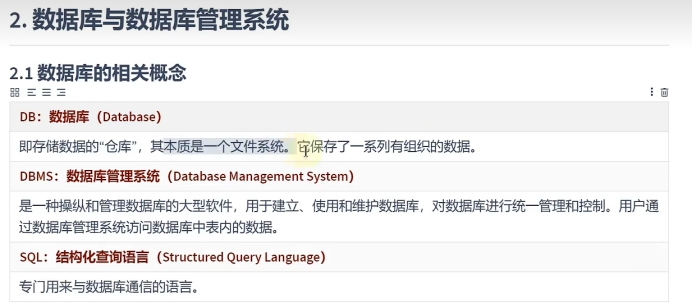 2. 数据库与数据库管理系统
2.1 数据库的相关概念
DB：数据库（Database）
即存储数据的“仓库”，其本质是一个文件系统。它保存了一系列有组织的数据。
DBMS：数据库管理系统（Database Management System）
是一种操纵和管理数据库的大型软件，用于建立、使用和维护数据库，对数据库进行统一管理和控制。用户通
过数据库管理系统访问数据库中表内的数据。
SQL：结构化查询语言（Structured Query Language）
专门用来与数据库通信的语言。